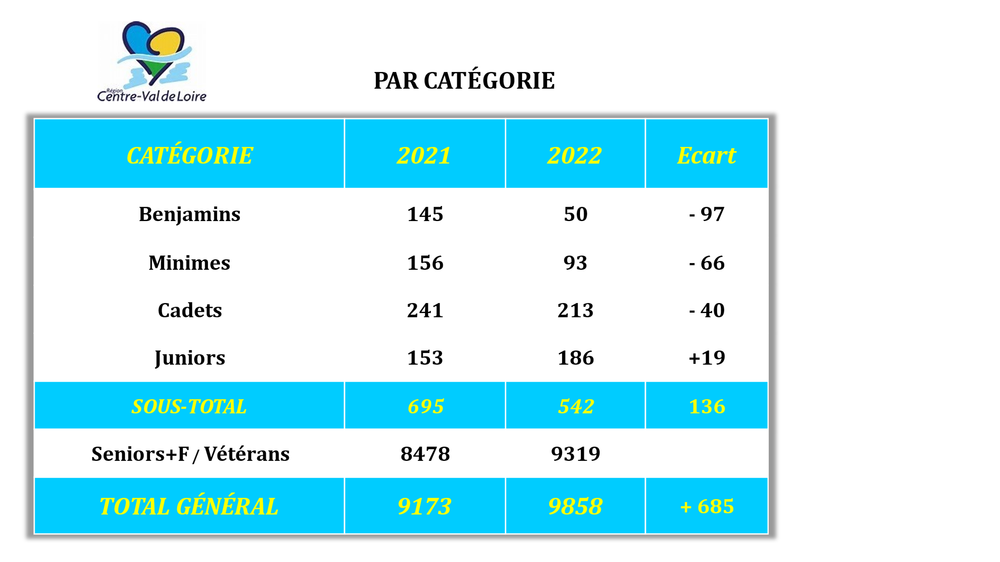 Région
Centre-Val de Loire
PAR CATÉGORIE
CATÉGORIE 2021 2022 Ecart
Benjamins 145 50 - 97
Minimes 156 93 - 66
Cadets 241 213 - 40
Juniors 153 186 +19
SOUS-TOTAL 695 542 136
Seniors+F / Vétérans 8478 9319
TOTAL GÉNÉRAL 9173 9858 + 685